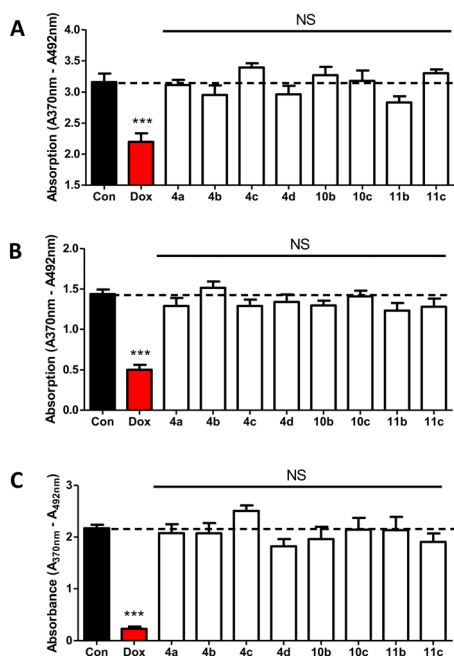 A
NS
Absorption (A370nm - A492nm)
3.5
3.0
2.5
2.0
1.5
***
Con Dox 4a 4b 4c 4d 10b 10c 11b 11c
B
NS
Absorption (A370nm - A492nm)
2.0
1.5
1.0
0.5
0.0
***
Con Dox 4a 4b 4c 4d 10b 10c 11b 11c
C
NS
Absorbance (A370nm - A492nm)
3
2
1
0
***
Con Dox 4a 4b 4c 4d 10b 10c 11b 11c